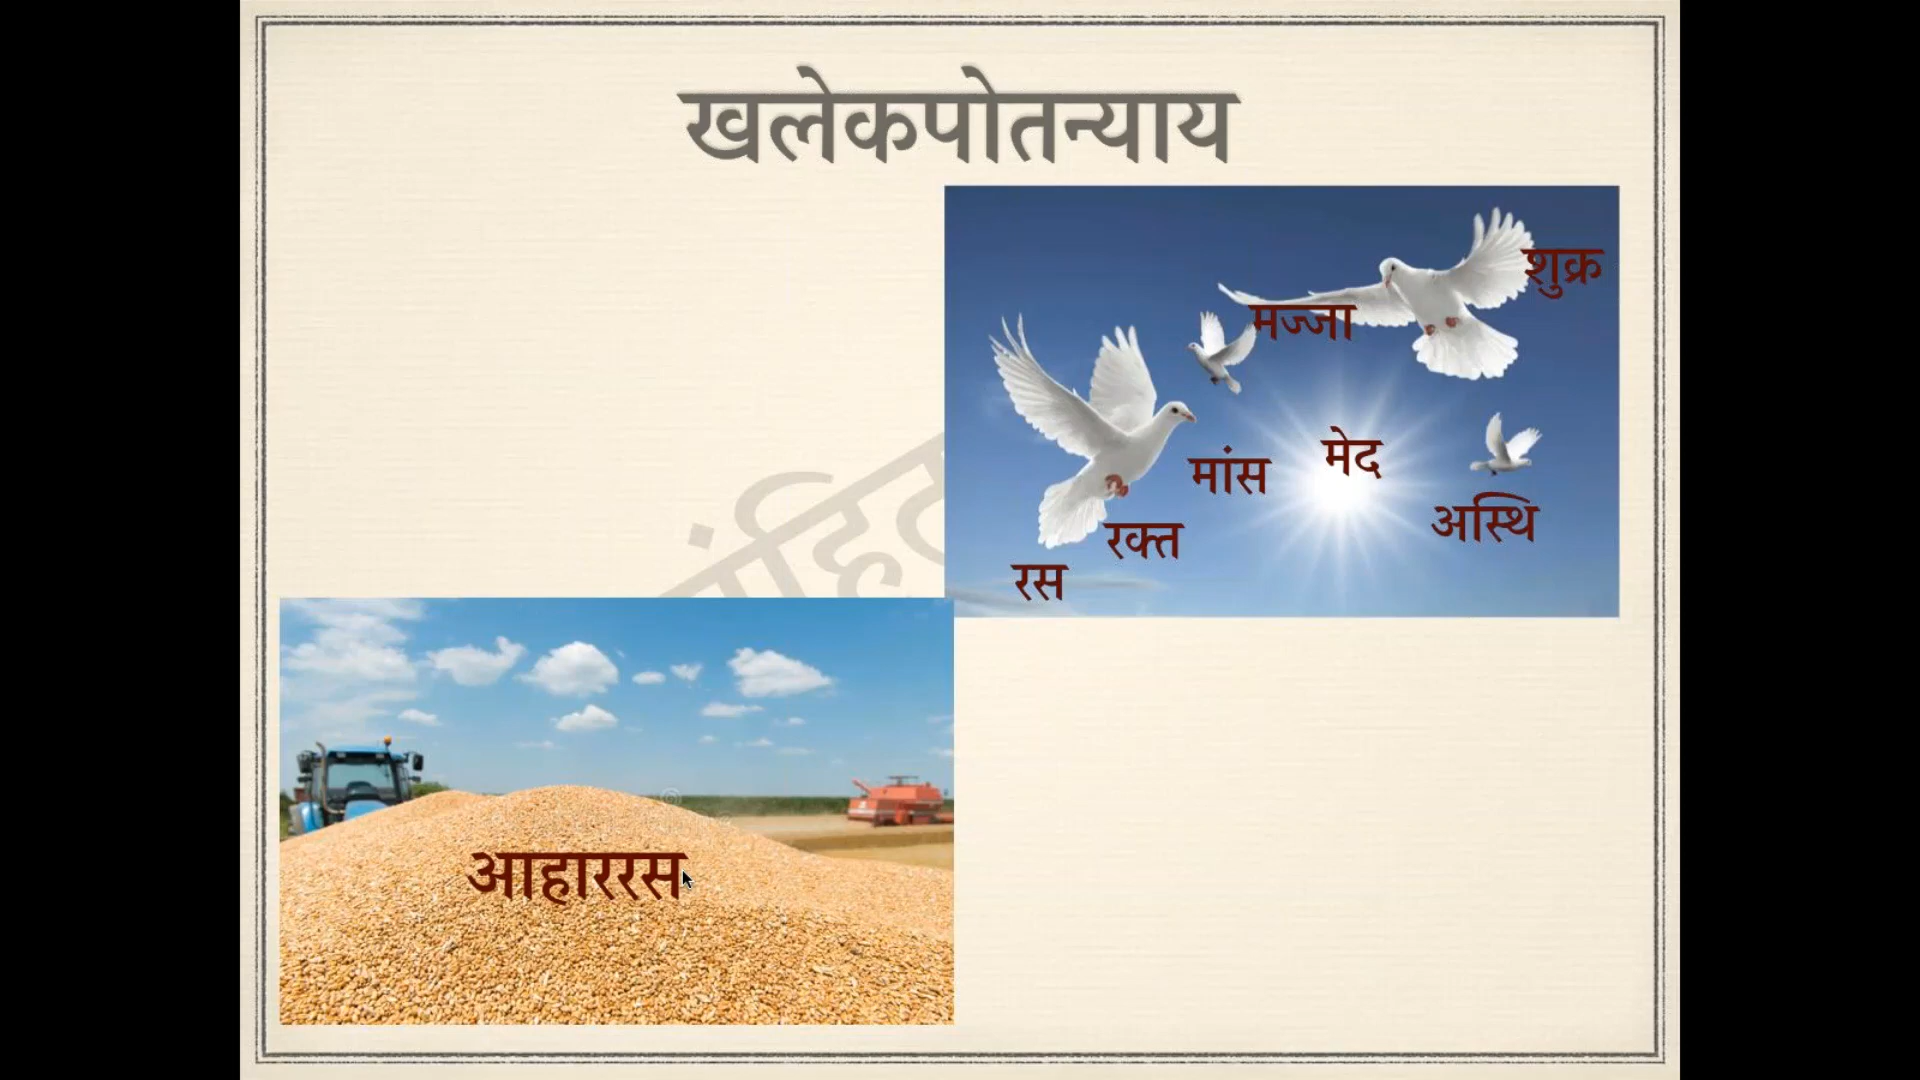 खलेकपोतन्याय
शुक्र
मज्जा
मेद
मांस
अस्थि
रक्त
रस
आहाररस